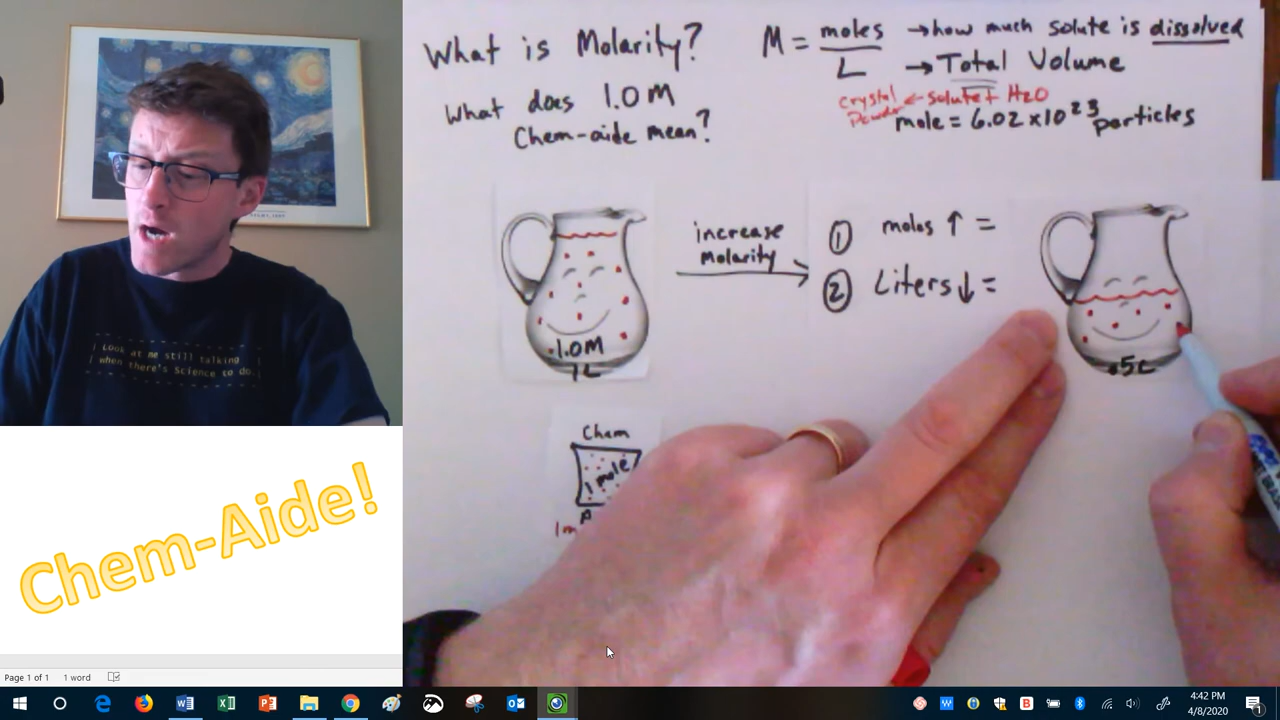 What is Molarity?
What does 1.0 M
Chem-aide mean?
M = moles → how much solute is dissolved
L → Total Volume
crystal ← solute + H2O
Powder
mole = 6.02 x 10^23 particles
increase
Molarity
① moles ↑ =
② Liters ↓ =
1.0M
1L
.5L
Chem
1 mole
A
1m
I Look at me still talking
when there's Science to do.
Chem-Aide!
Page 1 of 1 1 word
4:42 PM
4/8/2020